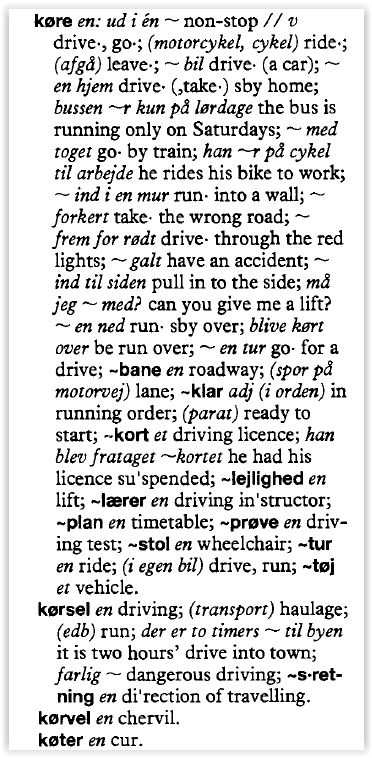 køre en: ud i én ~ non-stop // v
drive·, go·; (motorcykel, cykel) ride·;
(afgå) leave·; ~ bil drive· (a car); ~
en hjem drive· (,take·) sby home;
bussen ~r kun på lørdage the bus is
running only on Saturdays; ~ med
toget go· by train; han ~r på cykel
til arbejde he rides his bike to work;
~ ind i en mur run· into a wall; ~
forkert take· the wrong road; ~
frem for rødt drive· through the red
lights; ~ galt have an accident; ~
ind til siden pull in to the side; må
jeg ~ med? can you give me a lift?
~ en ned run· sby over; blive kørt
over be run over; ~ en tur go· for a
drive; ~bane en roadway; (spor på
motorvej) lane; ~klar adj (i orden) in
running order; (parat) ready to
start; ~kort et driving licence; han
blev frataget ~kortet he had his
licence su'spended; ~lejlighed en
lift; ~lærer en driving in'structor;
~plan en timetable; ~prøve en driv-
ing test; ~stol en wheelchair; ~tur
en ride; (i egen bil) drive, run; ~tøj
et vehicle.
kørsel en driving; (transport) haulage;
(edb) run; der er to timers ~ til byen
it is two hours' drive into town;
farlig ~ dangerous driving; ~s·ret-
ning en di'rection of travelling.
kørvel en chervil.
køter en cur.